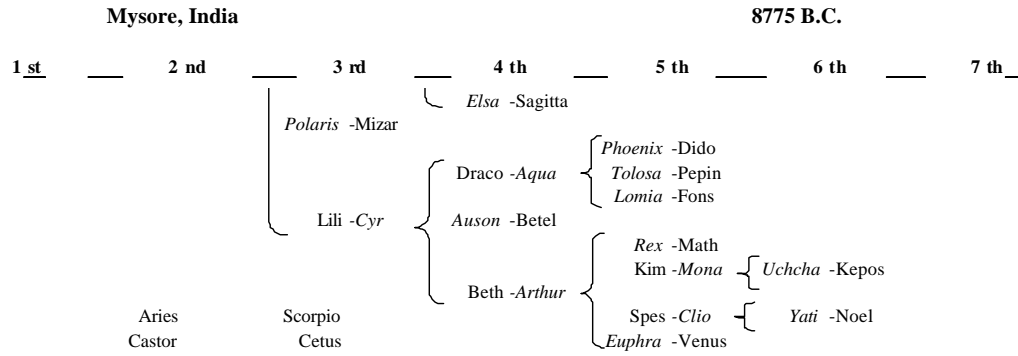 Mysore, India 8775 B.C.
1 st 2 nd 3 rd 4 th 5 th 6 th 7 th
Elsa -Sagitta
Polaris -Mizar
Phoenix -Dido
Draco -Aqua Tolosa -Pepin
Lomia -Fons
Lili -Cyr Auson -Betel
Rex -Math
Kim -Mona Uchcha -Kepos
Beth -Arthur
Aries Scorpio Spes -Clio Yati -Noel
Castor Cetus Euphra -Venus